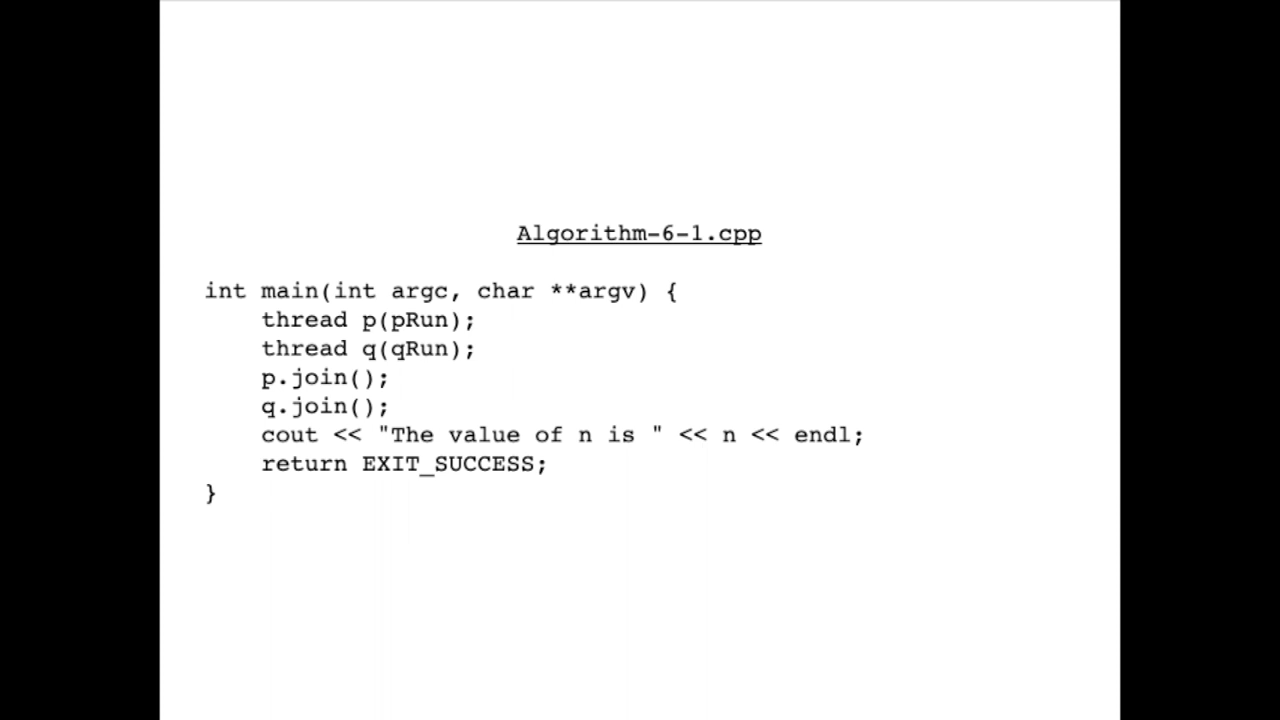 Algorithm-6-1.cpp
int main(int argc, char **argv) {
    thread p(pRun);
    thread q(qRun);
    p.join();
    q.join();
    cout << "The value of n is " << n << endl;
    return EXIT_SUCCESS;
}